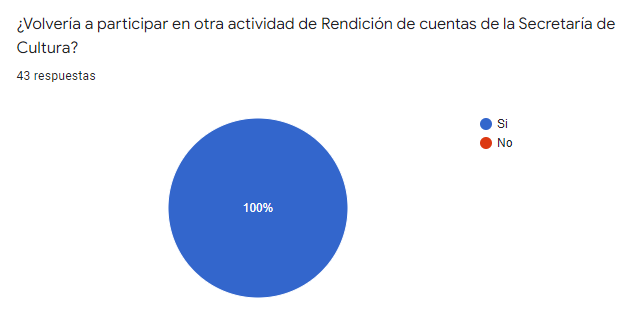 ¿Volvería a participar en otra actividad de Rendición de cuentas de la Secretaría de
Cultura?
43 respuestas
Si
No
100%